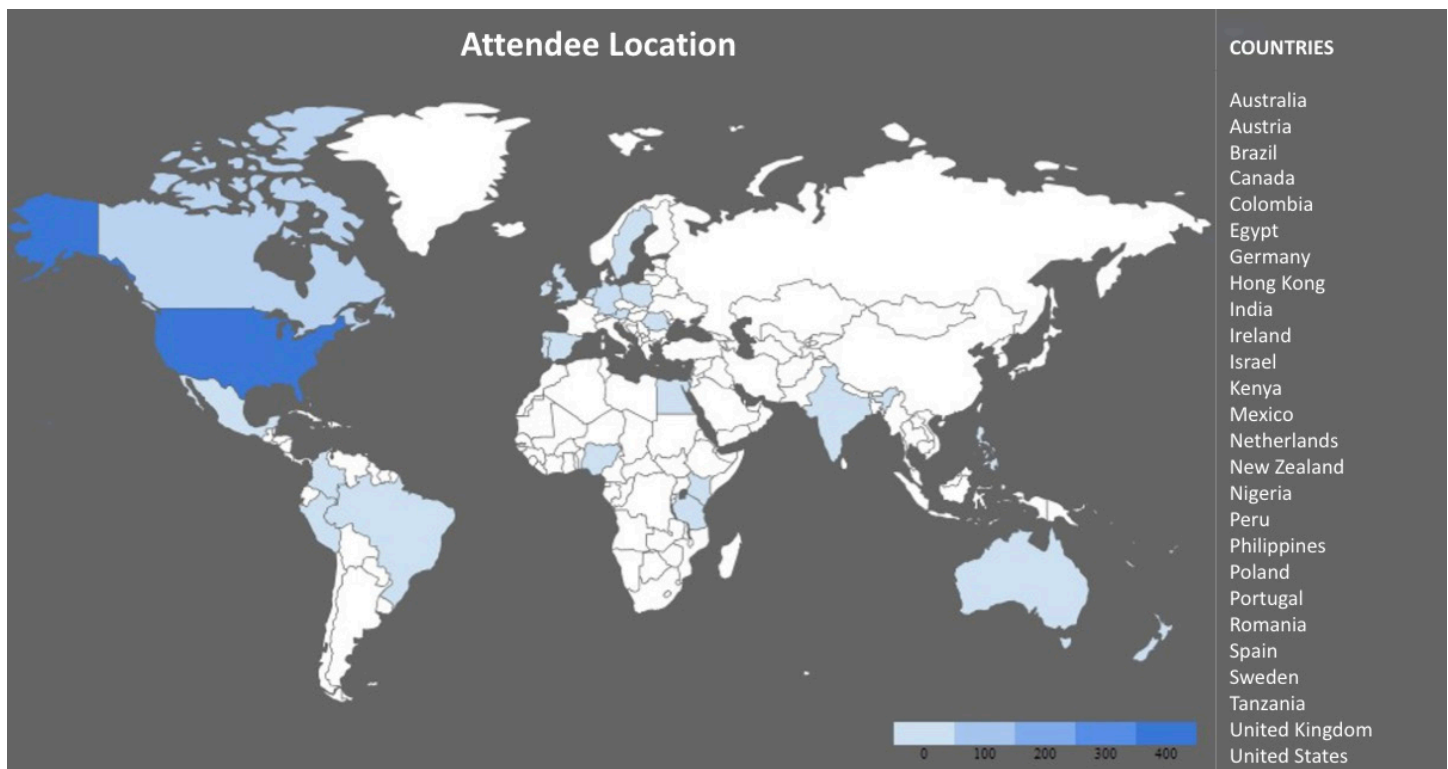 Attendee Location
COUNTRIES
Australia
Austria
Brazil
Canada
Colombia
Egypt
Germany
Hong Kong
India
Ireland
Israel
Kenya
Mexico
Netherlands
New Zealand
Nigeria
Peru
Philippines
Poland
Portugal
Romania
Spain
Sweden
Tanzania
United Kingdom
United States
0 100 200 300 400